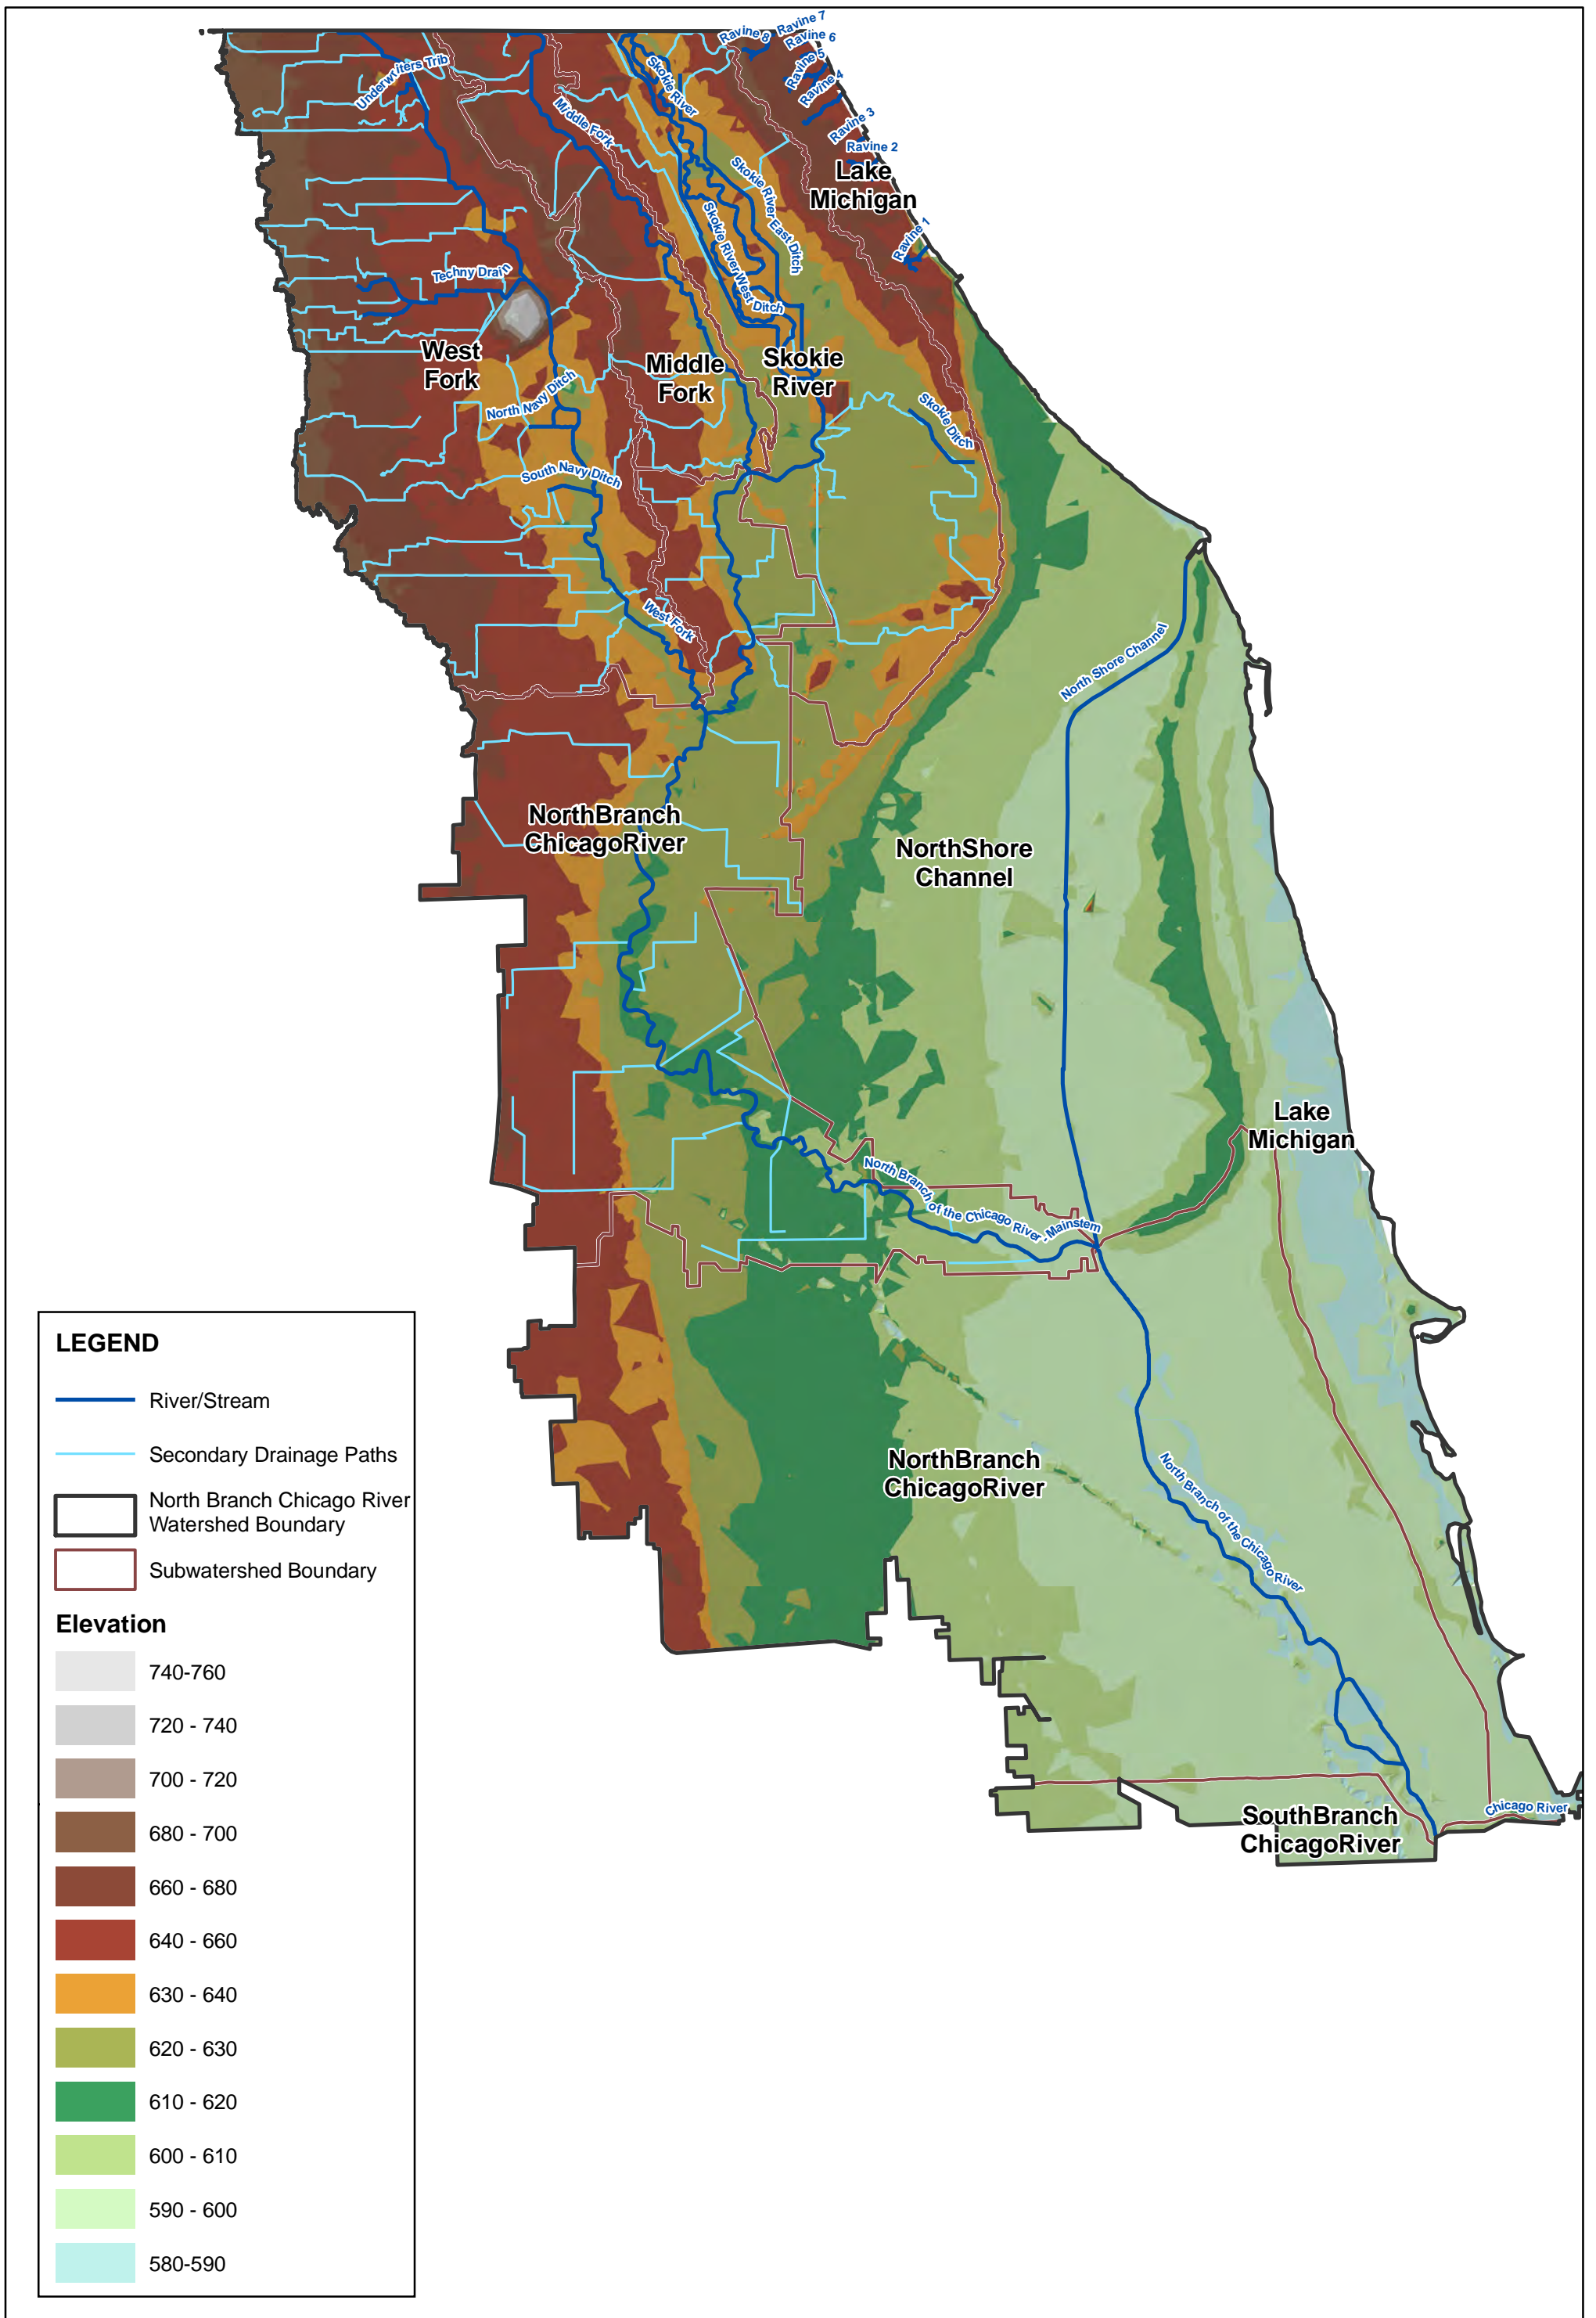 Ravine 7
Ravine 8
Ravine 6
Ravine 5
Ravine 4
Ravine 3
Ravine 2
Lake
Michigan
Ravine 1
Underwriters Trib
Skokie River
Middle Fork
Skokie River East Ditch
Skokie River West Ditch
Techny Drain
West
Fork
Middle
Fork
Skokie
River
North Navy Ditch
Skokie Ditch
South Navy Ditch
West Fork
North Shore Channel
NorthBranch
ChicagoRiver
NorthShore
Channel
Lake
Michigan
North Branch of the Chicago River, Mainstem
NorthBranch
ChicagoRiver
North Branch of the Chicago River
SouthBranch
ChicagoRiver
Chicago River
LEGEND
River/Stream
Secondary Drainage Paths
North Branch Chicago River
Watershed Boundary
Subwatershed Boundary
Elevation
740-760
720 - 740
700 - 720
680 - 700
660 - 680
640 - 660
630 - 640
620 - 630
610 - 620
600 - 610
590 - 600
580-590